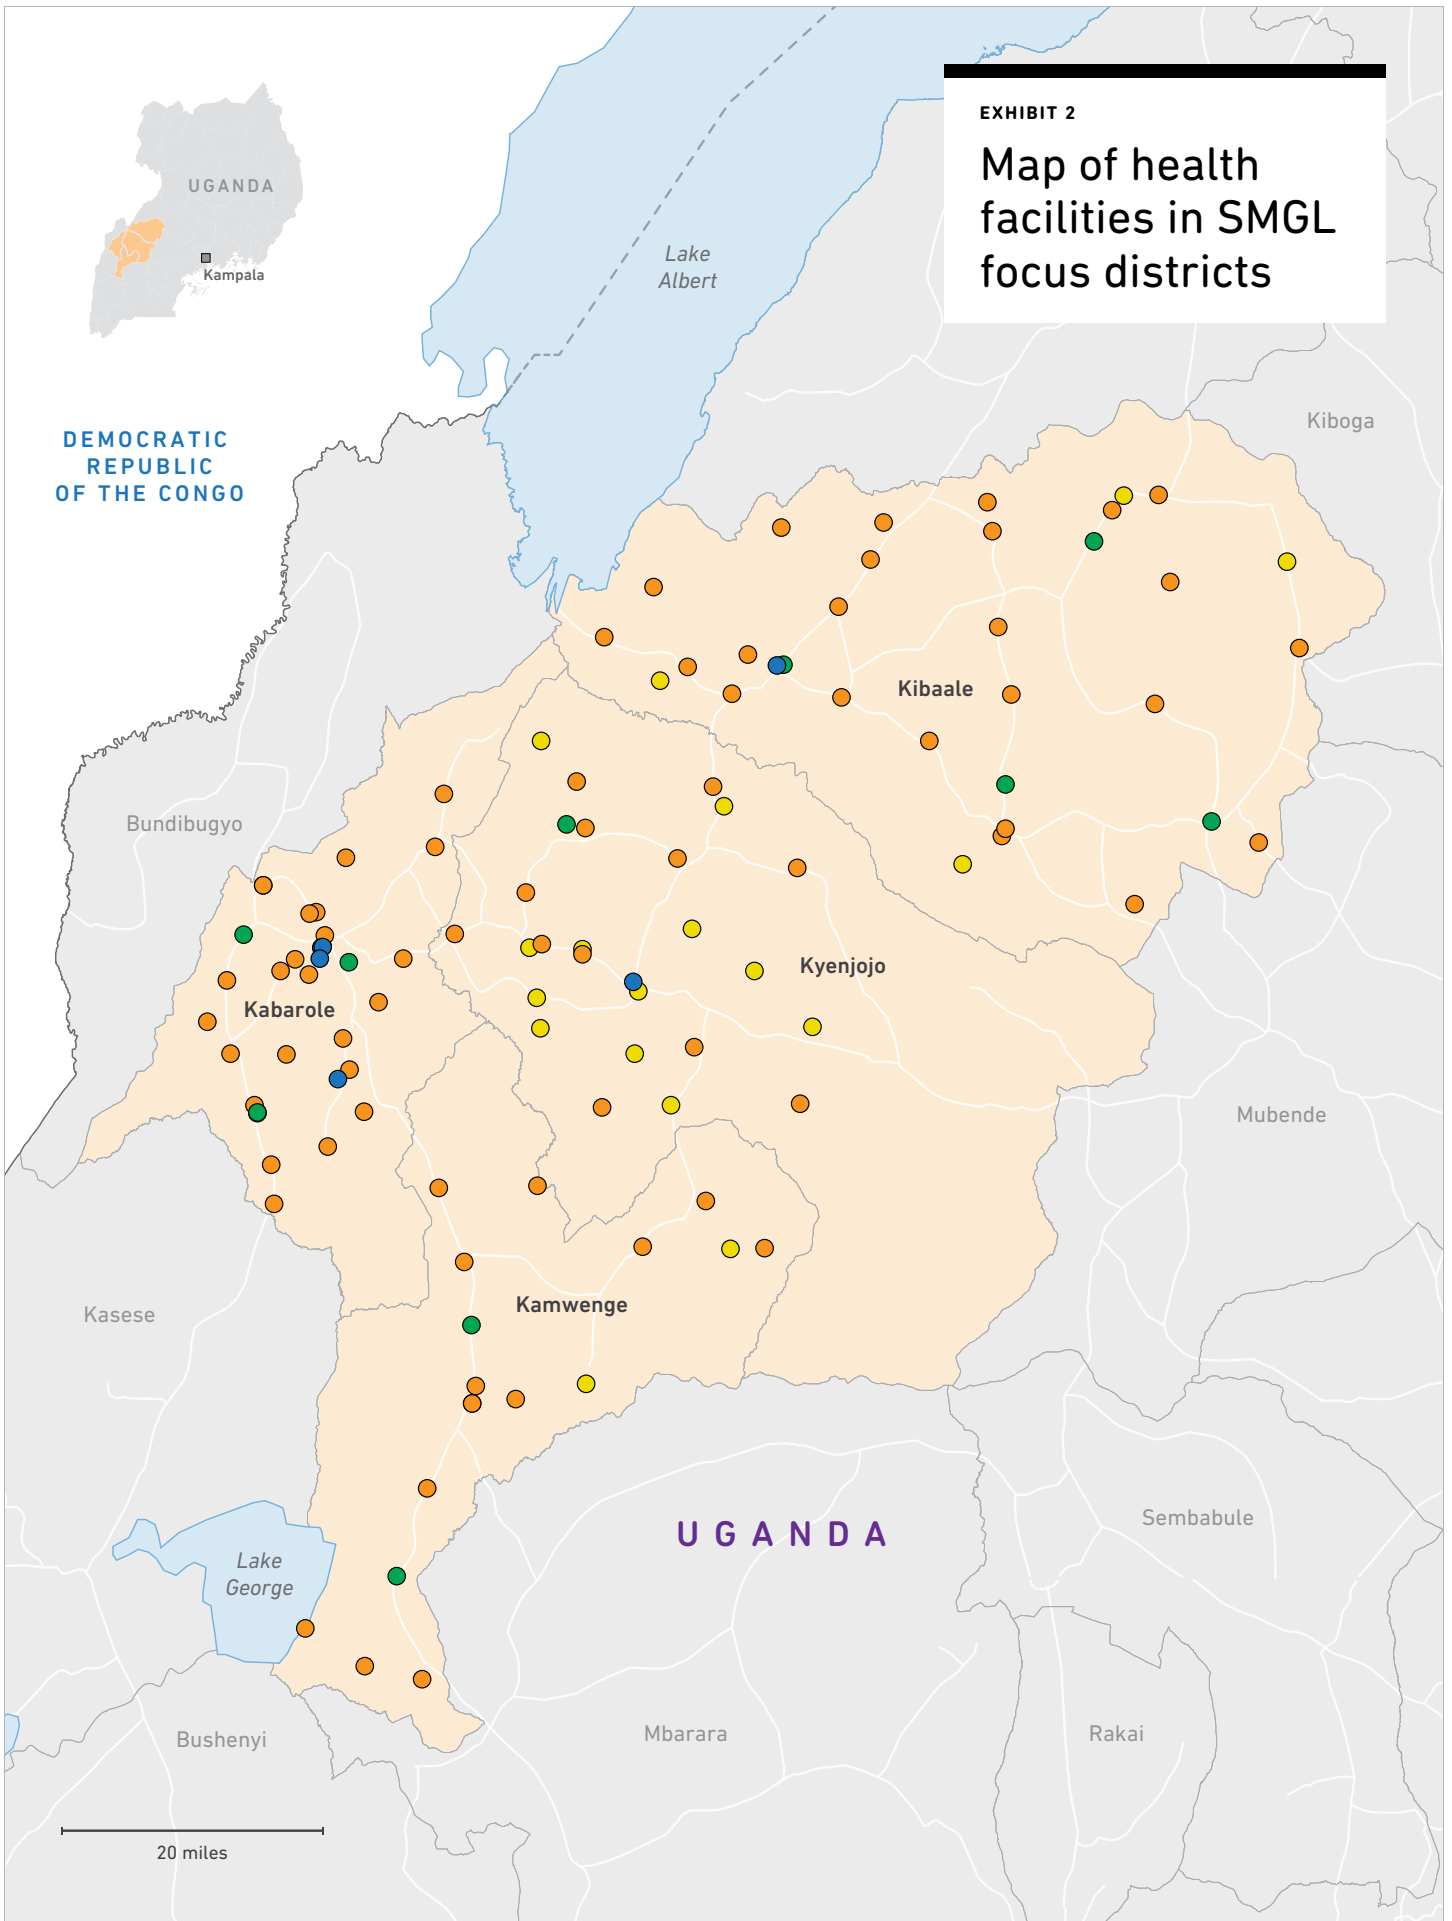 EXHIBIT 2
Map of health
facilities in SMGL
focus districts
UGANDA
Kampala
Lake
Albert
DEMOCRATIC
REPUBLIC
OF THE CONGO
Kiboga
Kibaale
Bundibugyo
Kyenjojo
Kabarole
Mubende
Kamwenge
Kasese
Sembabule
UGANDA
Lake
George
Bushenyi
Mbarara
Rakai
20 miles